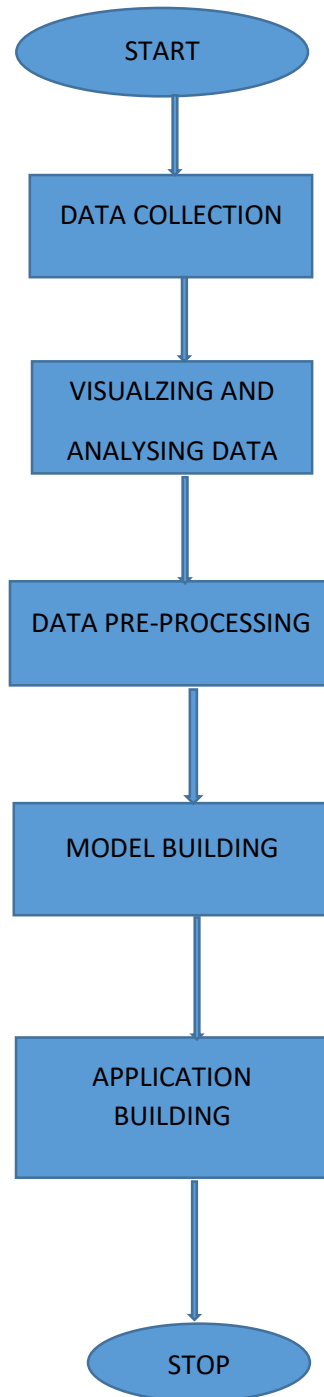 START
DATA COLLECTION
VISUALZING AND
ANALYSING DATA
DATA PRE-PROCESSING
MODEL BUILDING
APPLICATION
BUILDING
STOP